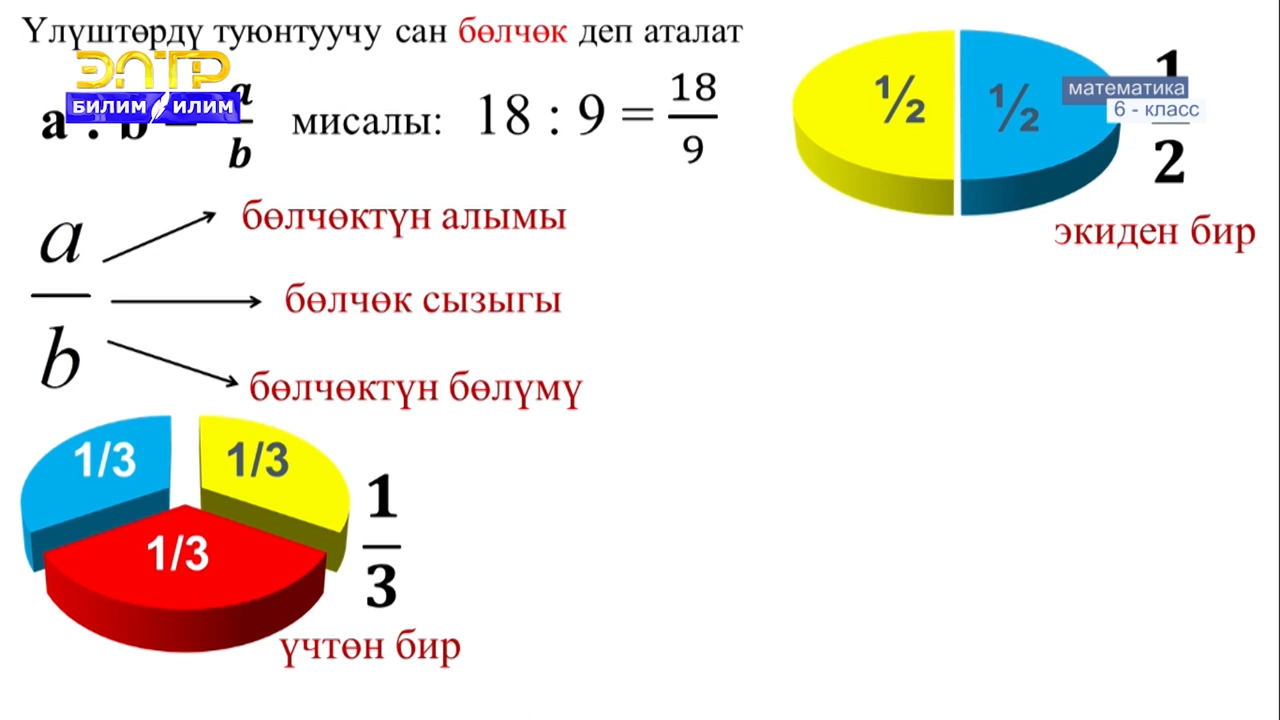 Үлүштөрдү туюнтуучу сан бөлчөк деп аталат
ЭЛТР
БИЛИМ ИЛИМ
a : b = a/b мисалы: 18 : 9 = 18/9
½ ½
1/2
математика
6 - класс
экиден бир
a
b
бөлчөктүн алымы
бөлчөк сызыгы
бөлчөктүн бөлүмү
1/3 1/3
1/3
1/3
үчтөн бир